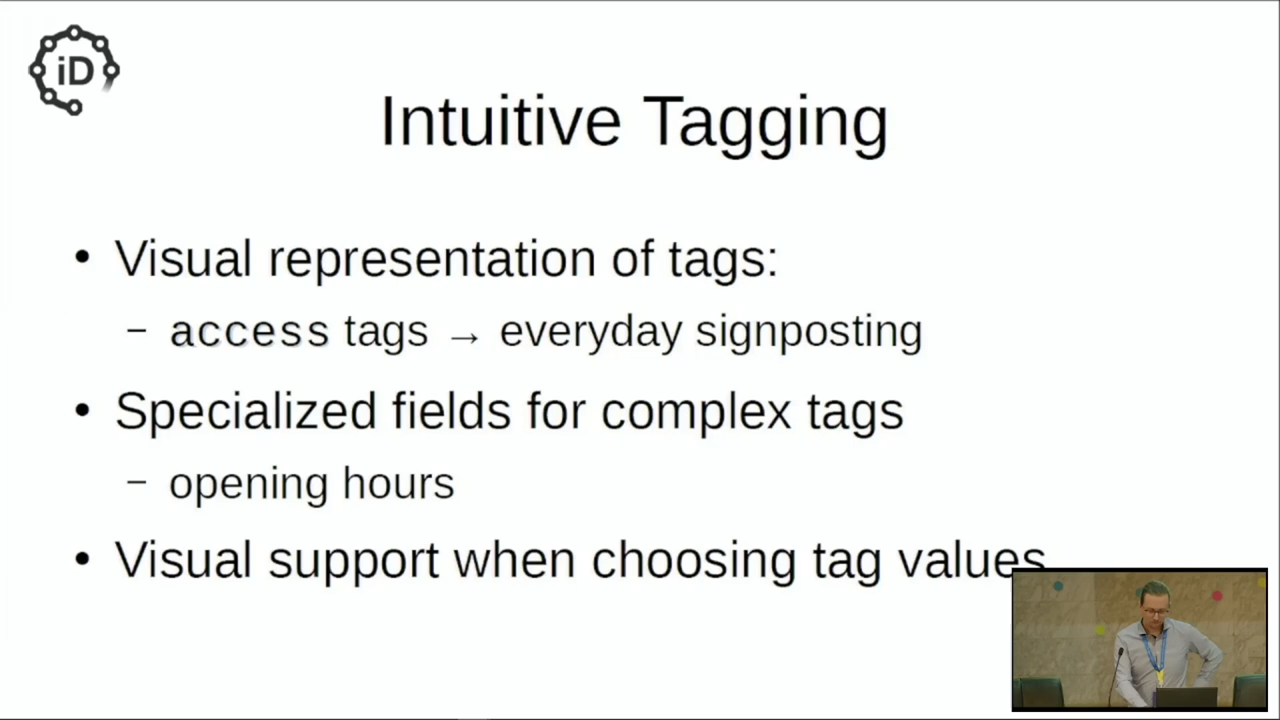 iD
Intuitive Tagging
• Visual representation of tags:
– access tags → everyday signposting
• Specialized fields for complex tags
– opening hours
• Visual support when choosing tag values